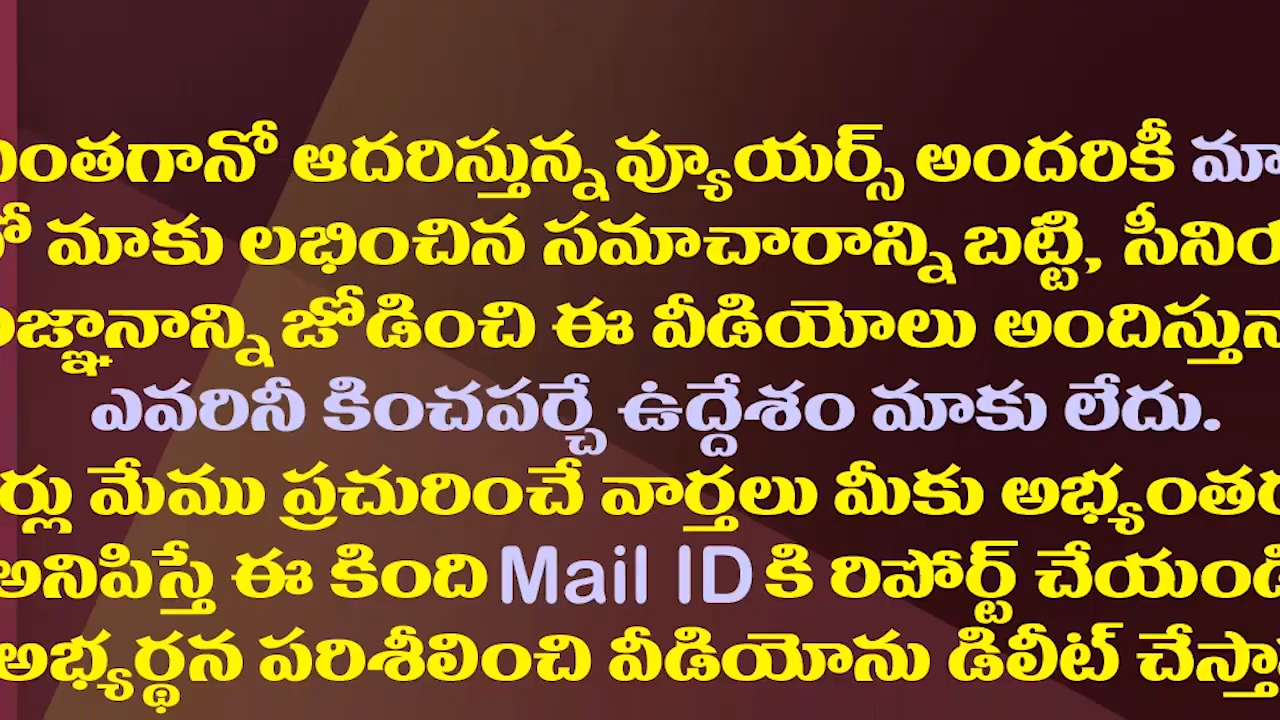 ఆదరిస్తున్న వ్యూయర్స్ అందరికీ మా
మాకు లభించిన సమాచారాన్ని బట్టి, సీనియ
జోడించి ఈ వీడియోలు అందిస్తునా
ఎవరినీ కించపర్చే ఉద్దేశం మాకు లేదు.
మేము ప్రచురించే వార్తలు మీకు అభ్యంతర
అనిపిస్తే ఈ కింది Mail ID కి రిపోర్ట్ చేయండి
అభ్యర్థన పరిశీలించి వీడియోను డిలీట్ చేస్తా